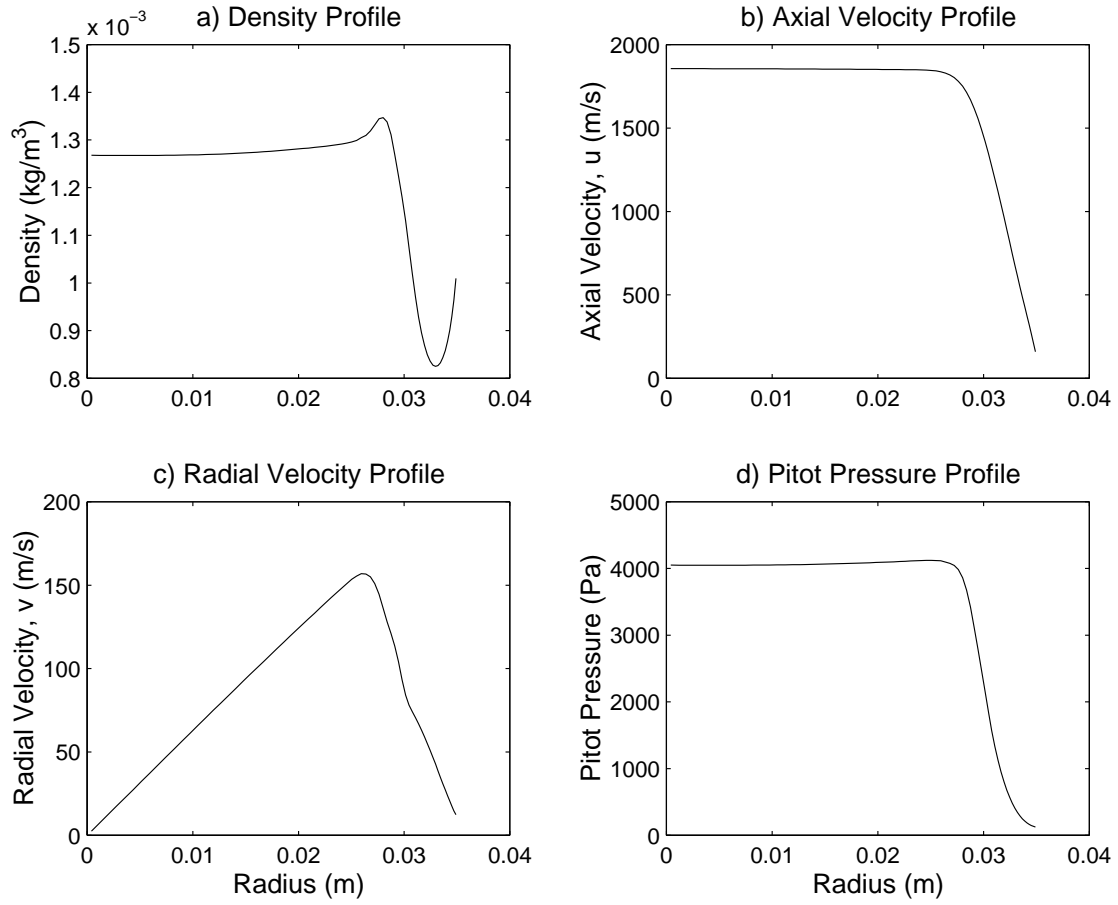 a) Density Profile
x 10⁻³
1.5
1.4
1.3
1.2
1.1
1
0.9
0.8
Density (kg/m³)
0 0.01 0.02 0.03 0.04
b) Axial Velocity Profile
2000
1500
1000
500
0
Axial Velocity, u (m/s)
0 0.01 0.02 0.03 0.04
c) Radial Velocity Profile
200
150
100
50
0
Radial Velocity, v (m/s)
0 0.01 0.02 0.03 0.04
Radius (m)
d) Pitot Pressure Profile
5000
4000
3000
2000
1000
0
Pitot Pressure (Pa)
0 0.01 0.02 0.03 0.04
Radius (m)